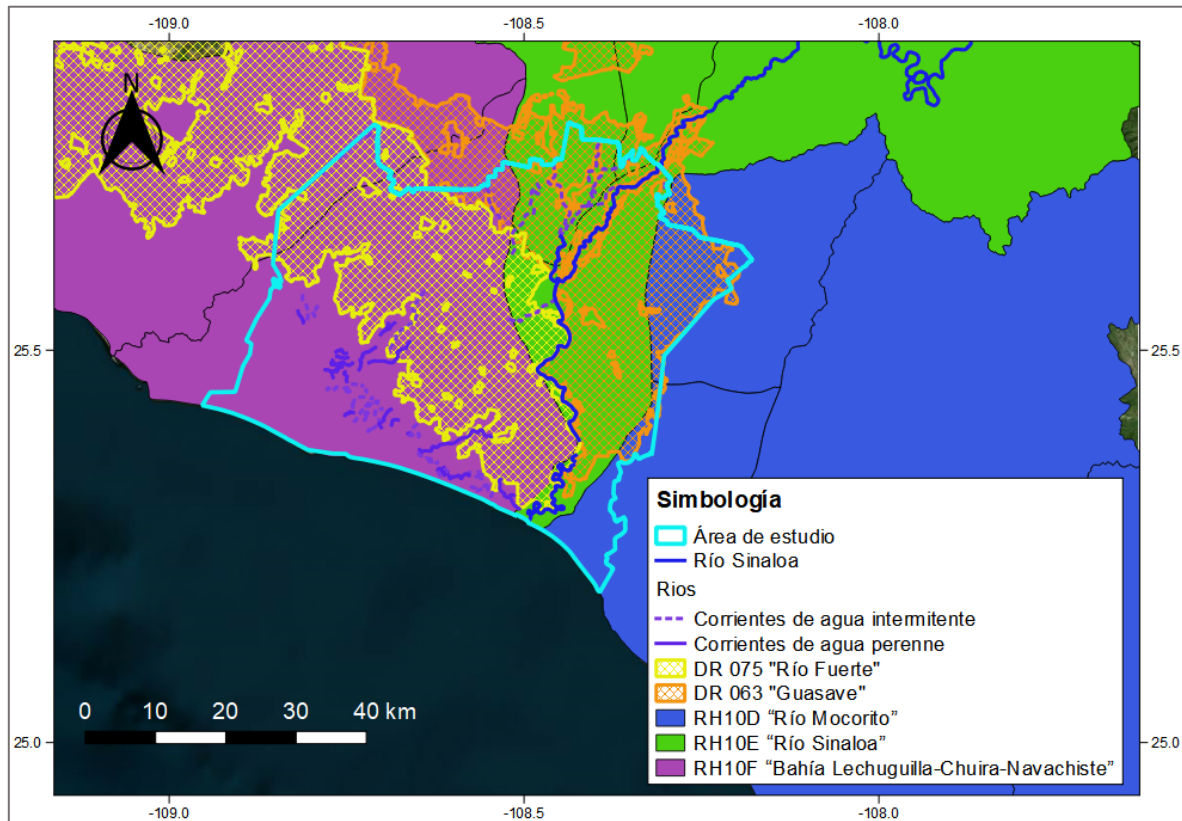 -109.0
-108.5
-108.0
N
25.5
25.5
Simbología
Área de estudio
Río Sinaloa
Rios
Corrientes de agua intermitente
Corrientes de agua perenne
DR 075 "Río Fuerte"
DR 063 "Guasave"
RH10D “Río Mocorito”
RH10E “Río Sinaloa”
RH10F “Bahía Lechuguilla-Chuira-Navachiste”
0 10 20 30 40 km
25.0
25.0
-109.0
-108.5
-108.0